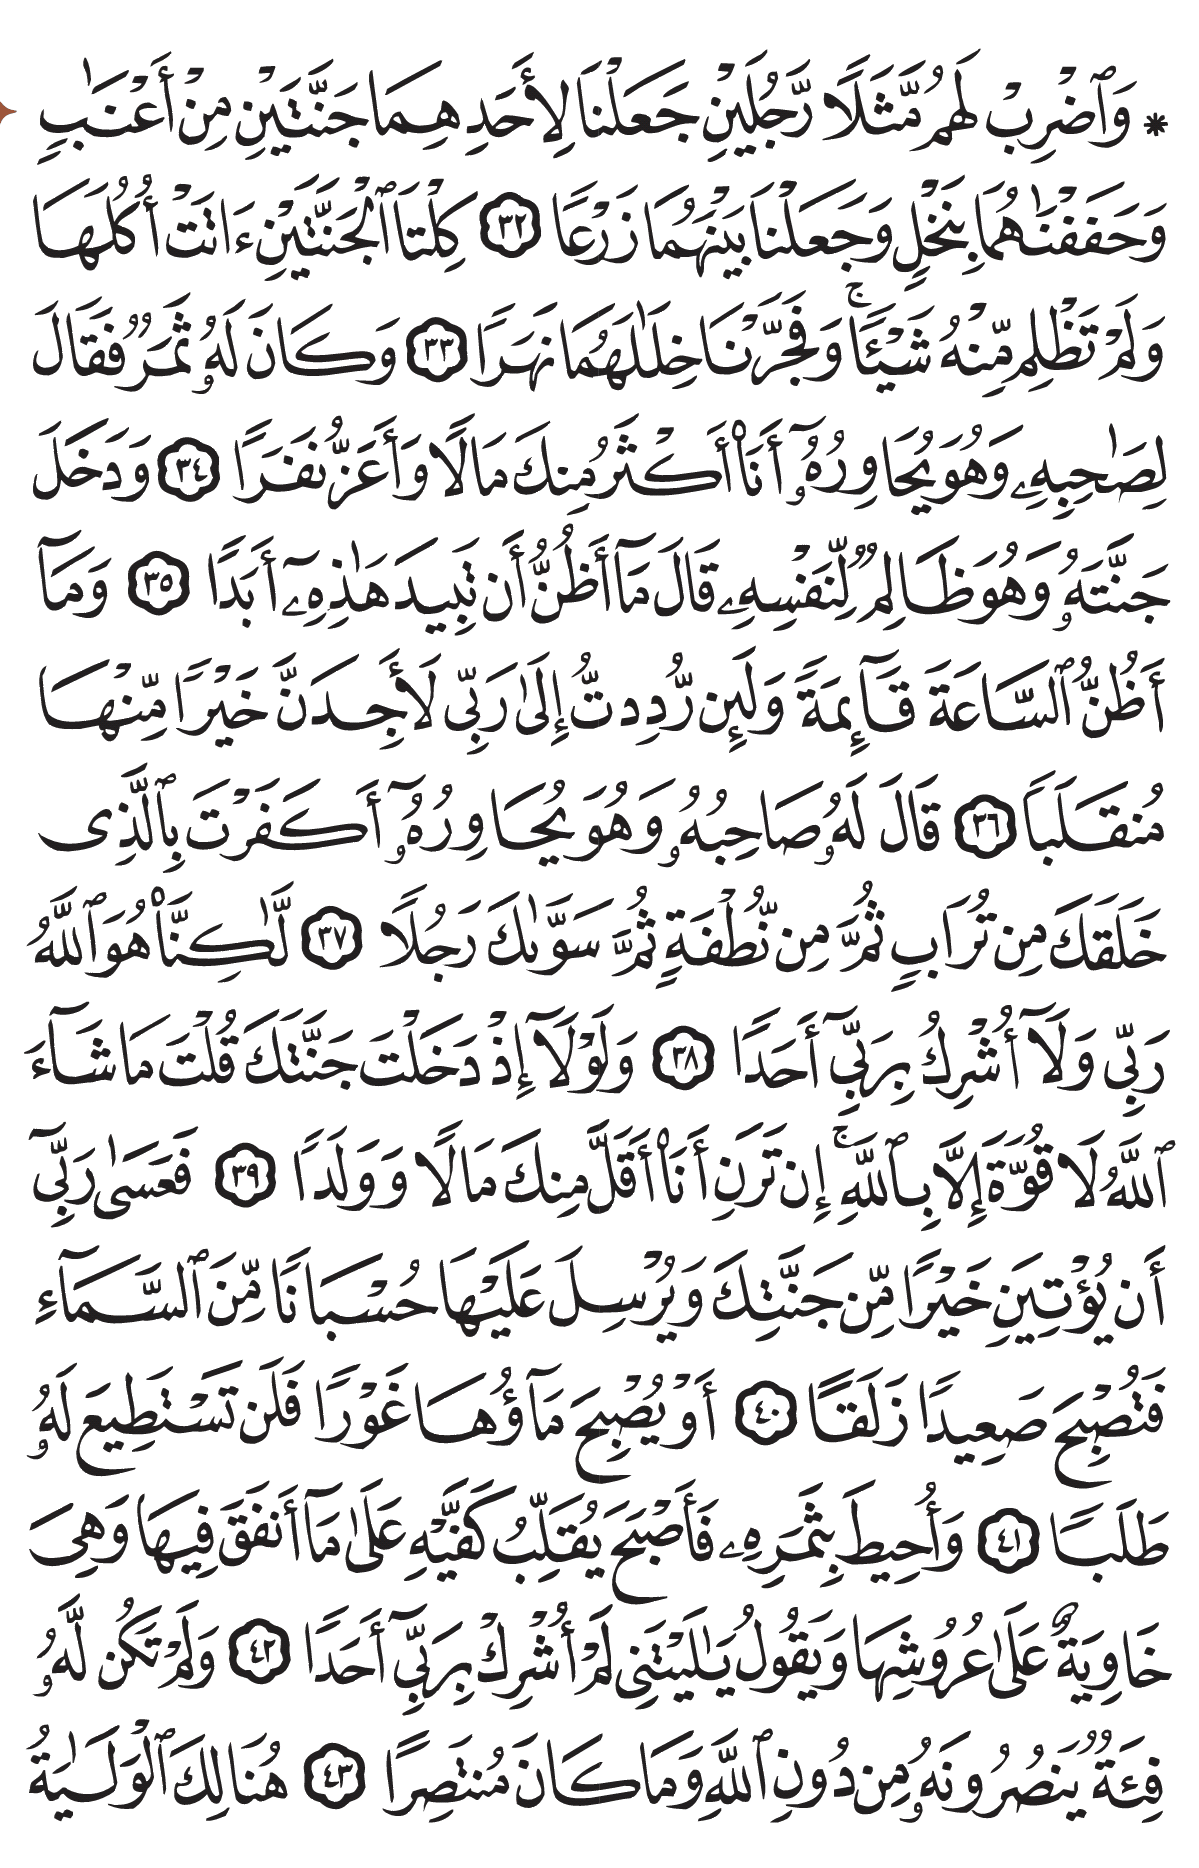 * وَٱضْرِبْ لَهُم مَّثَلًا رَّجُلَيْنِ جَعَلْنَا لِأَحَدِهِمَا جَنَّتَيْنِ مِنْ أَعْنَٰبٍ
وَحَفَفْنَٰهُمَا بِنَخْلٍ وَجَعَلْنَا بَيْنَهُمَا زَرْعًا ٣٢ كِلْتَا ٱلْجَنَّتَيْنِ ءَاتَتْ أُكُلَهَا
وَلَمْ تَظْلِم مِّنْهُ شَيْـًٔاۚ وَفَجَّرْنَا خِلَٰلَهُمَا نَهَرًا ٣٣ وَكَانَ لَهُۥ ثَمَرٌ فَقَالَ
لِصَٰحِبِهِۦ وَهُوَ يُحَاوِرُهُۥٓ أَنَا۠ أَكْثَرُ مِنكَ مَالًا وَأَعَزُّ نَفَرًا ٣٤ وَدَخَلَ
جَنَّتَهُۥ وَهُوَ ظَالِمٌ لِّنَفْسِهِۦ قَالَ مَآ أَظُنُّ أَن تَبِيدَ هَٰذِهِۦٓ أَبَدًا ٣٥ وَمَآ
أَظُنُّ ٱلسَّاعَةَ قَآئِمَةً وَلَئِن رُّدِدتُّ إِلَىٰ رَبِّى لَأَجِدَنَّ خَيْرًا مِّنْهَا
مُنقَلَبًا ٣٦ قَالَ لَهُۥ صَاحِبُهُۥ وَهُوَ يُحَاوِرُهُۥٓ أَكَفَرْتَ بِٱلَّذِى
خَلَقَكَ مِن تُرَابٍ ثُمَّ مِن نُّطْفَةٍ ثُمَّ سَوَّىٰكَ رَجُلًا ٣٧ لَّٰكِنَّا۠ هُوَ ٱللَّهُ
رَبِّى وَلَآ أُشْرِكُ بِرَبِّىٓ أَحَدًا ٣٨ وَلَوْلَآ إِذْ دَخَلْتَ جَنَّتَكَ قُلْتَ مَا شَآءَ
ٱللَّهُ لَا قُوَّةَ إِلَّا بِٱللَّهِۚ إِن تَرَنِ أَنَا۠ أَقَلَّ مِنكَ مَالًا وَوَلَدًا ٣٩ فَعَسَىٰ رَبِّىٓ
أَن يُؤْتِيَنِ خَيْرًا مِّن جَنَّتِكَ وَيُرْسِلَ عَلَيْهَا حُسْبَانًا مِّنَ ٱلسَّمَآءِ
فَتُصْبِحَ صَعِيدًا زَلَقًا ٤٠ أَوْ يُصْبِحَ مَآؤُهَا غَوْرًا فَلَن تَسْتَطِيعَ لَهُۥ
طَلَبًا ٤١ وَأُحِيطَ بِثَمَرِهِۦ فَأَصْبَحَ يُقَلِّبُ كَفَّيْهِ عَلَىٰ مَآ أَنفَقَ فِيهَا وَهِىَ
خَاوِيَةٌ عَلَىٰ عُرُوشِهَا وَيَقُولُ يَٰلَيْتَنِى لَمْ أُشْرِكْ بِرَبِّىٓ أَحَدًا ٤٢ وَلَمْ تَكُن لَّهُۥ
فِئَةٌ يَنصُرُونَهُۥ مِن دُونِ ٱللَّهِ وَمَا كَانَ مُنتَصِرًا ٤٣ هُنَالِكَ ٱلْوَلَٰيَةُ